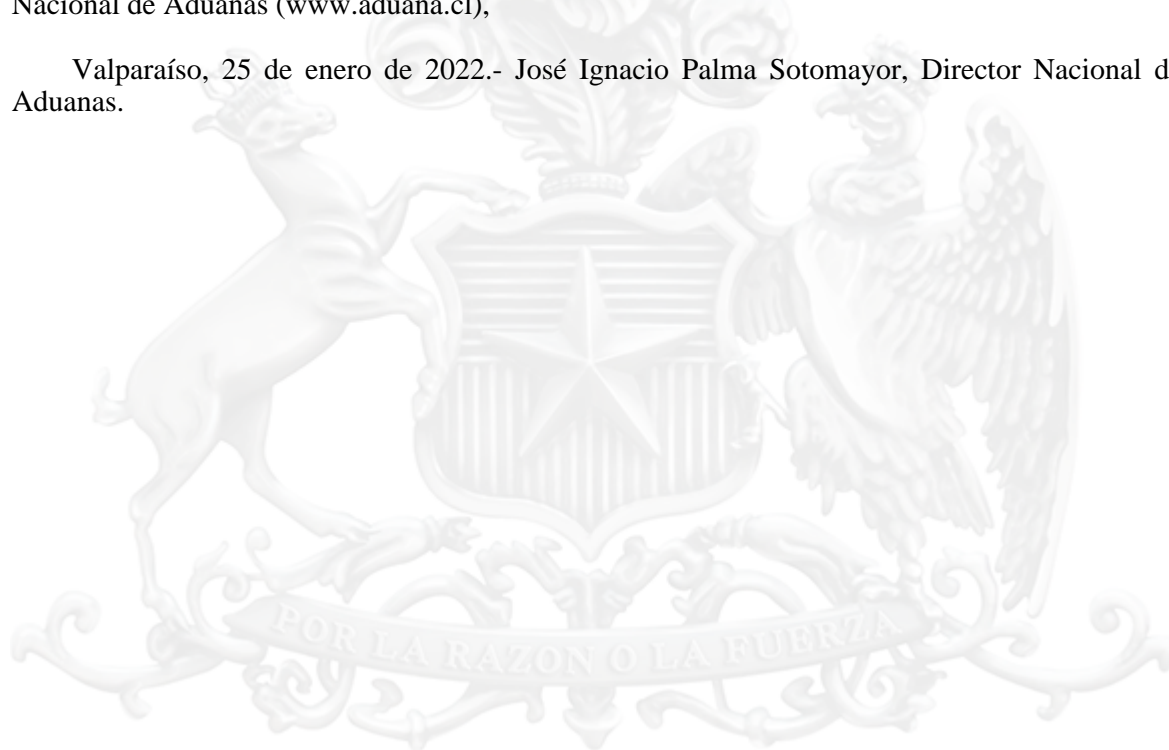 Nacional de Aduanas (www.aduana.cl),
Valparaíso, 25 de enero de 2022.- José Ignacio Palma Sotomayor, Director Nacional d
Aduanas.
POR LA RAZON O LA FUERZA